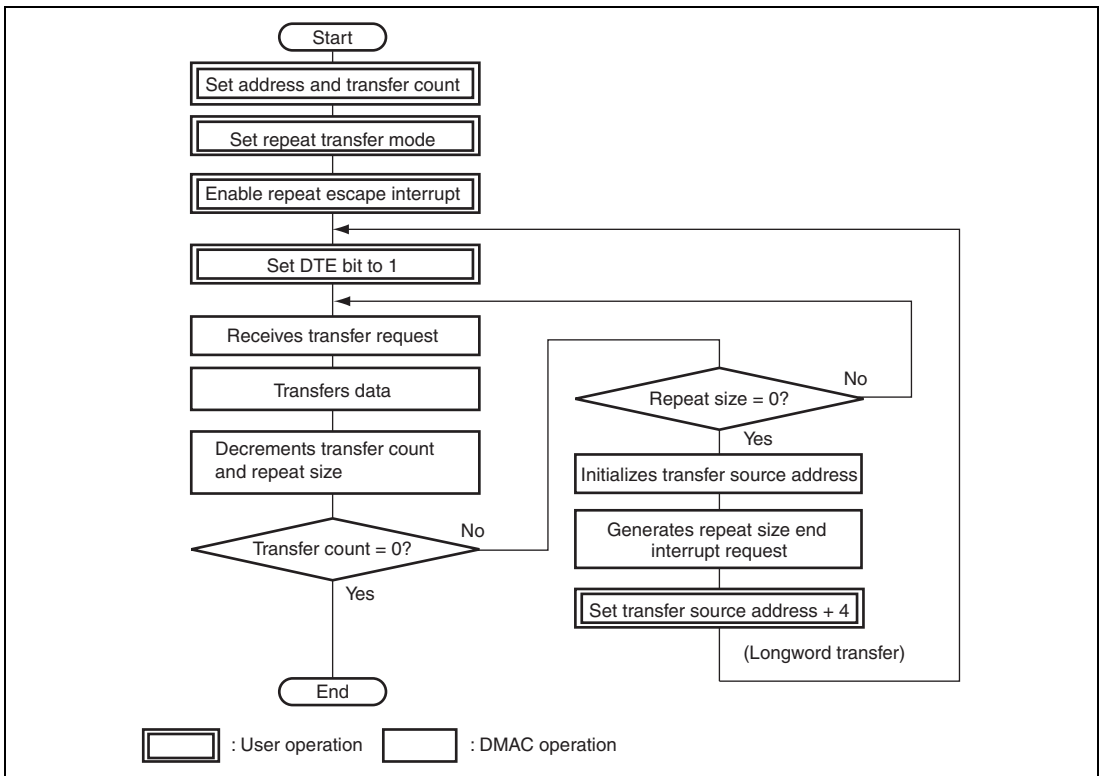 Start
Set address and transfer count
Set repeat transfer mode
Enable repeat escape interrupt
Set DTE bit to 1
Receives transfer request
Transfers data
Decrements transfer count
and repeat size
Transfer count = 0?
No
Yes
Repeat size = 0?
No
Yes
Initializes transfer source address
Generates repeat size end
interrupt request
Set transfer source address + 4
(Longword transfer)
End
: User operation
: DMAC operation